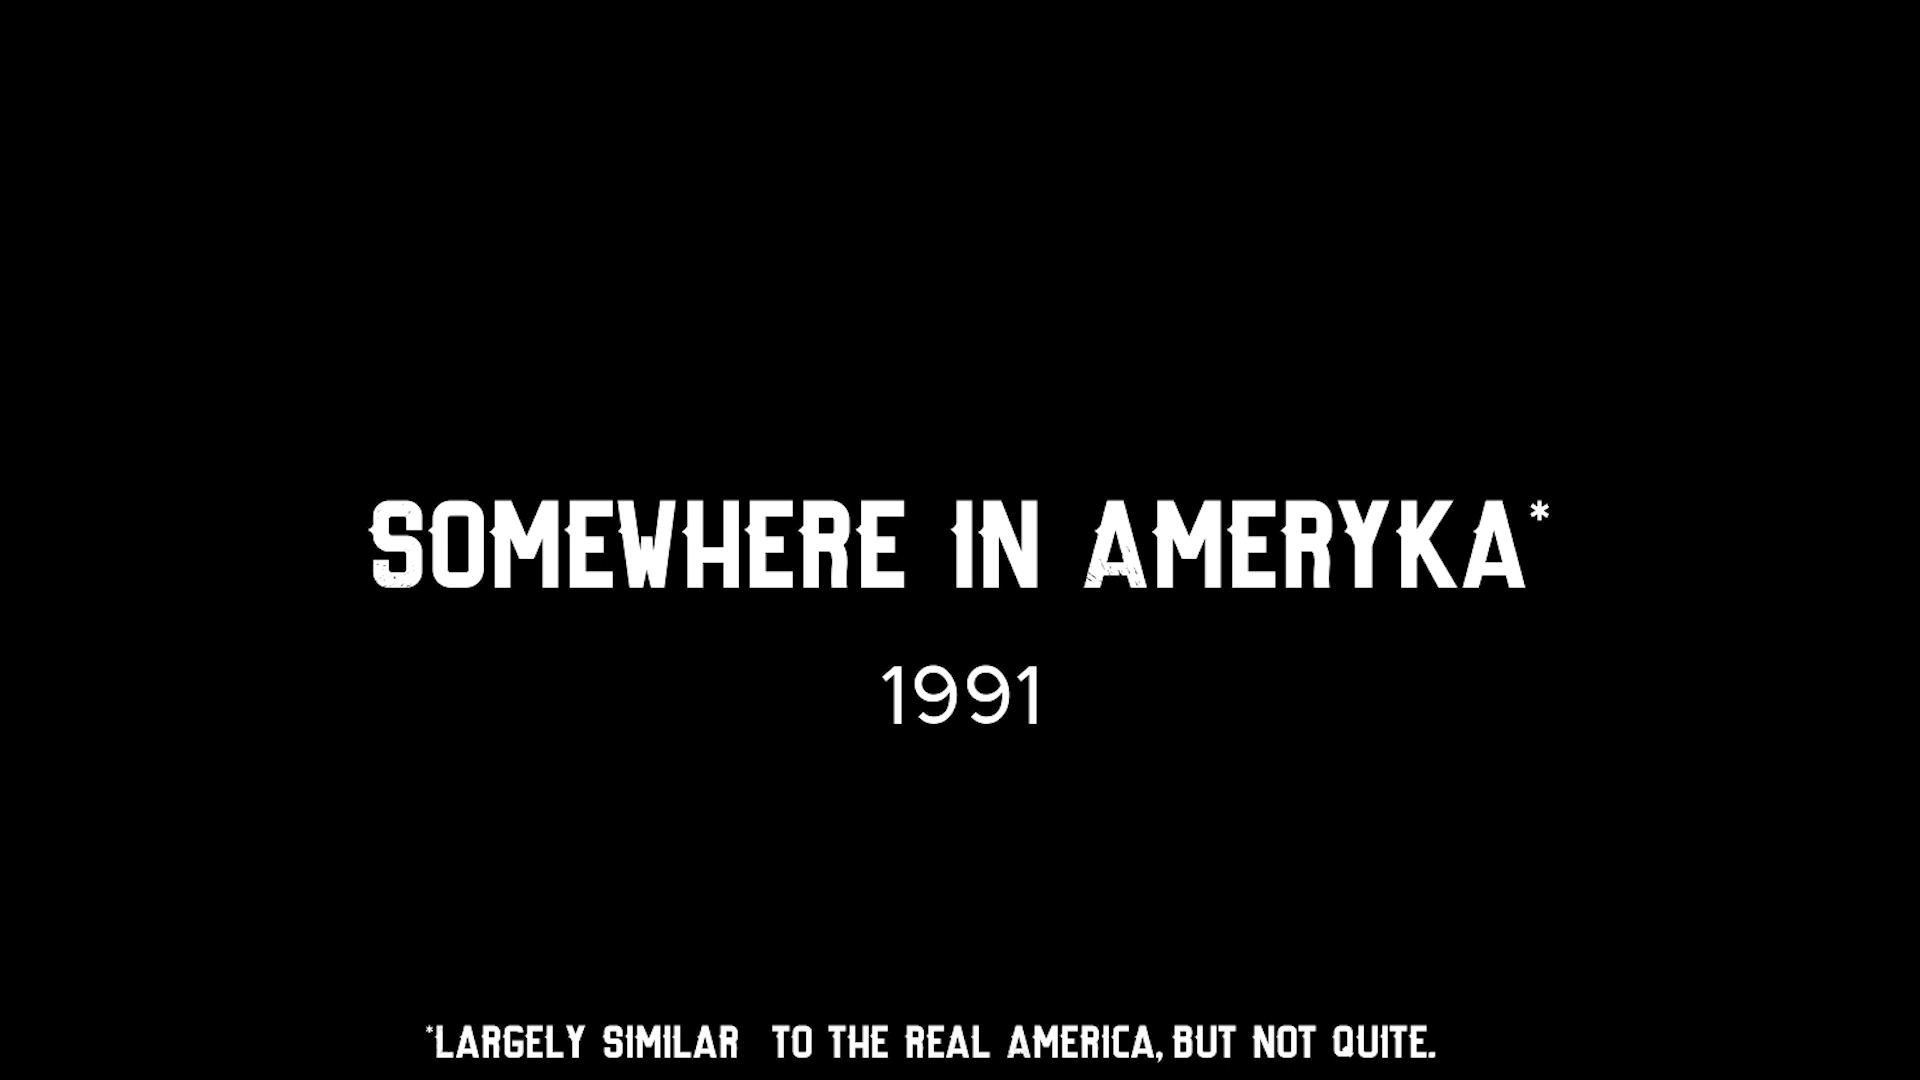 SOMEWHERE IN AMERYKA*
1991
*LARGELY SIMILAR TO THE REAL AMERICA, BUT NOT QUITE.